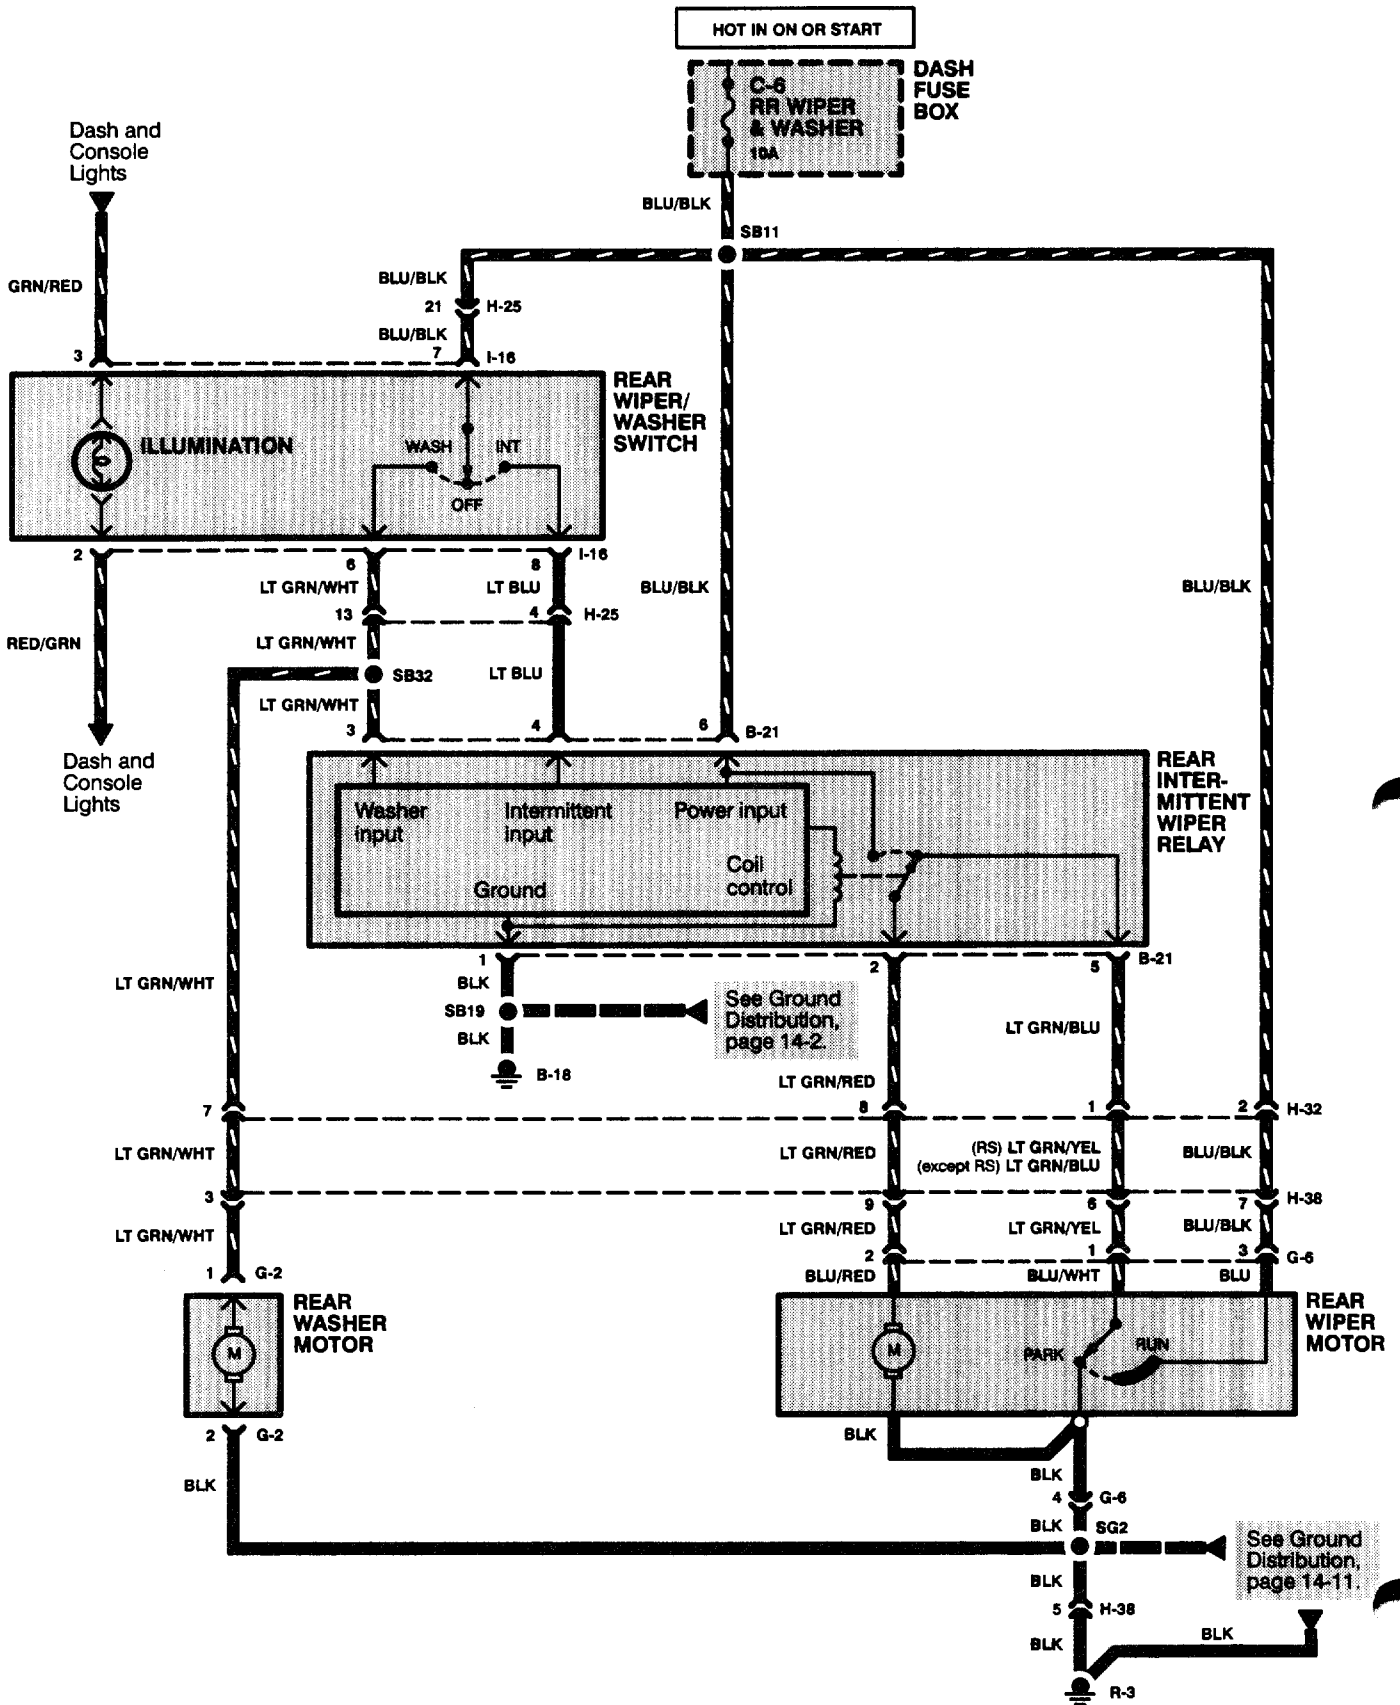 HOT IN ON OR START
DASH
FUSE
BOX
C-6
RR WIPER
& WASHER
10A
Dash and
Console
Lights
BLU/BLK
SB11
GRN/RED
BLU/BLK
21
H-25
BLU/BLK
3
7
I-16
REAR
WIPER/
WASHER
SWITCH
ILLUMINATION
WASH
INT
OFF
2
6
8
I-16
LT GRN/WHT
LT BLU
BLU/BLK
BLU/BLK
13
4
H-25
RED/GRN
LT GRN/WHT
SB32
LT BLU
LT GRN/WHT
3
4
6
B-21
Dash and
Console
Lights
REAR
INTER-
MITTENT
WIPER
RELAY
Washer
input
Intermittent
input
Power input
Coil
control
Ground
1
2
5
B-21
LT GRN/WHT
BLK
SB19
See Ground
Distribution,
page 14-2.
BLK
LT GRN/BLU
B-18
LT GRN/RED
7
8
1
2
H-32
LT GRN/WHT
LT GRN/RED
(RS) LT GRN/YEL
(except RS) LT GRN/BLU
BLU/BLK
3
9
6
7
H-38
LT GRN/WHT
LT GRN/RED
LT GRN/YEL
BLU/BLK
2
1
3
G-6
1
G-2
BLU/RED
BLU/WHT
BLU
REAR
WASHER
MOTOR
M
REAR
WIPER
MOTOR
M
PARK
RUN
2
G-2
BLK
BLK
BLK
4
G-6
BLK
SG2
See Ground
Distribution,
page 14-11.
BLK
5
H-38
BLK
BLK
R-3